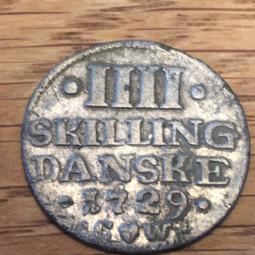 · IIII ·
SKILLING
DANSKE
· 1729 ·
C♥W